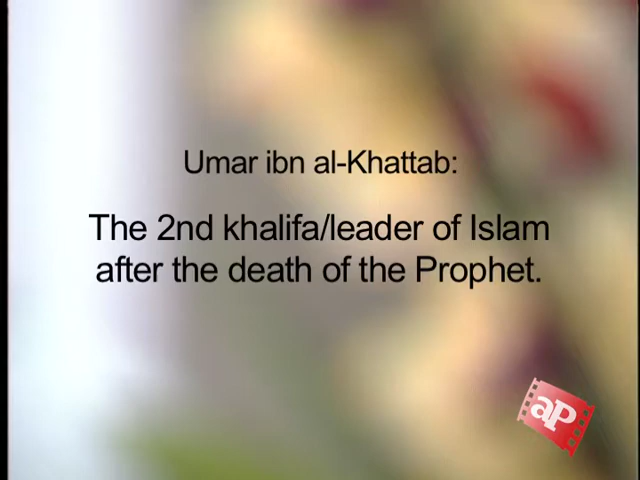 Umar ibn al-Khattab:
The 2nd khalifa/leader of Islam
after the death of the Prophet.
aP